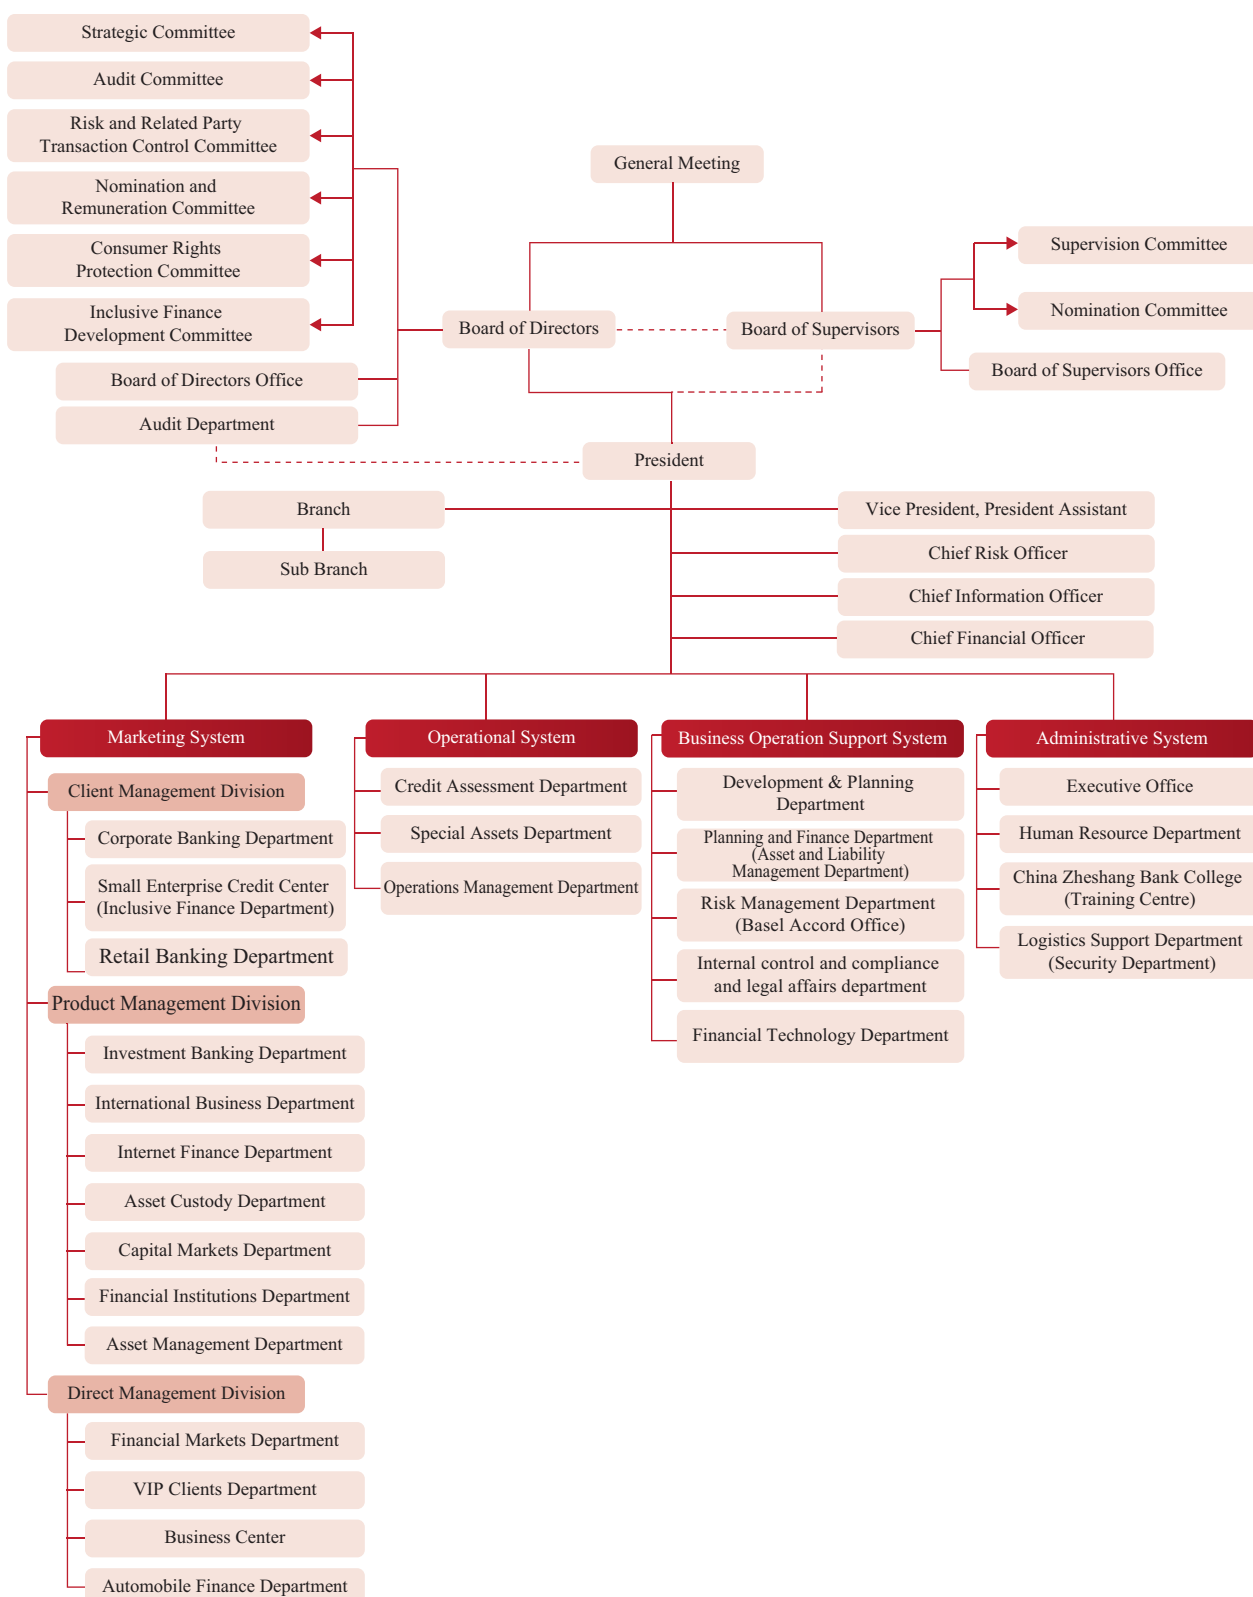 Strategic Committee
Audit Committee
Risk and Related Party
Transaction Control Committee
Nomination and
Remuneration Committee
Consumer Rights
Protection Committee
Inclusive Finance
Development Committee
Board of Directors Office
Audit Department
General Meeting
Board of Directors
Board of Supervisors
Supervision Committee
Nomination Committee
Board of Supervisors Office
President
Branch
Sub Branch
Vice President, President Assistant
Chief Risk Officer
Chief Information Officer
Chief Financial Officer
Marketing System
Client Management Division
Corporate Banking Department
Small Enterprise Credit Center
(Inclusive Finance Department)
Retail Banking Department
Product Management Division
Investment Banking Department
International Business Department
Internet Finance Department
Asset Custody Department
Capital Markets Department
Financial Institutions Department
Asset Management Department
Direct Management Division
Financial Markets Department
VIP Clients Department
Business Center
Automobile Finance Department
Operational System
Credit Assessment Department
Special Assets Department
Operations Management Department
Business Operation Support System
Development & Planning
Department
Planning and Finance Department
(Asset and Liability
Management Department)
Risk Management Department
(Basel Accord Office)
Internal control and compliance
and legal affairs department
Financial Technology Department
Administrative System
Executive Office
Human Resource Department
China Zheshang Bank College
(Training Centre)
Logistics Support Department
(Security Department)